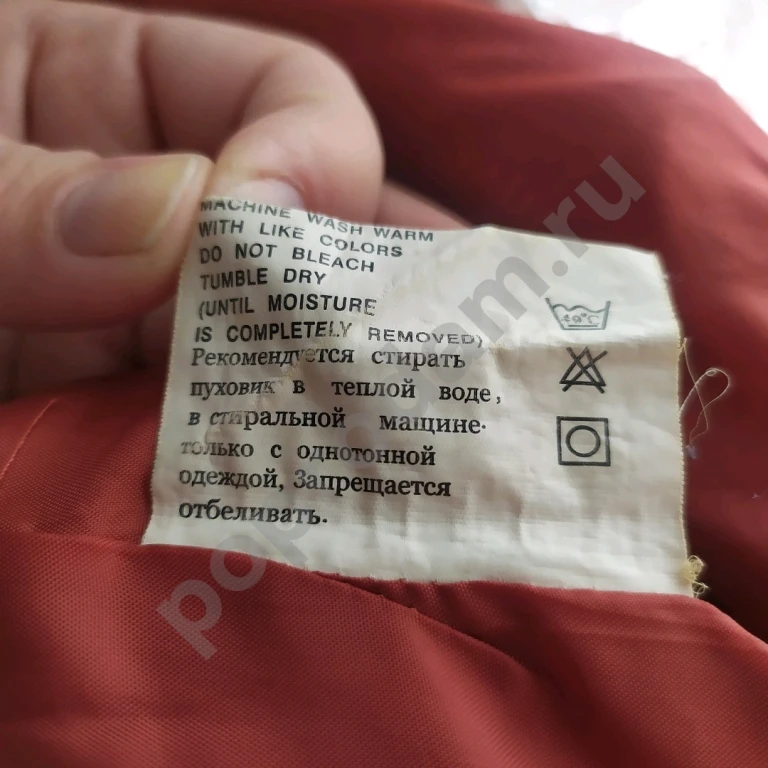 MACHINE WASH WARM
WITH LIKE COLORS
DO NOT BLEACH
TUMBLE DRY
(UNTIL MOISTURE
IS COMPLETELY REMOVED)
Рекомендуется стирать
пуховик в теплой воде,
в стиральной мащине·
только с однотонной
одеждой, Запрещается
отбеливать.